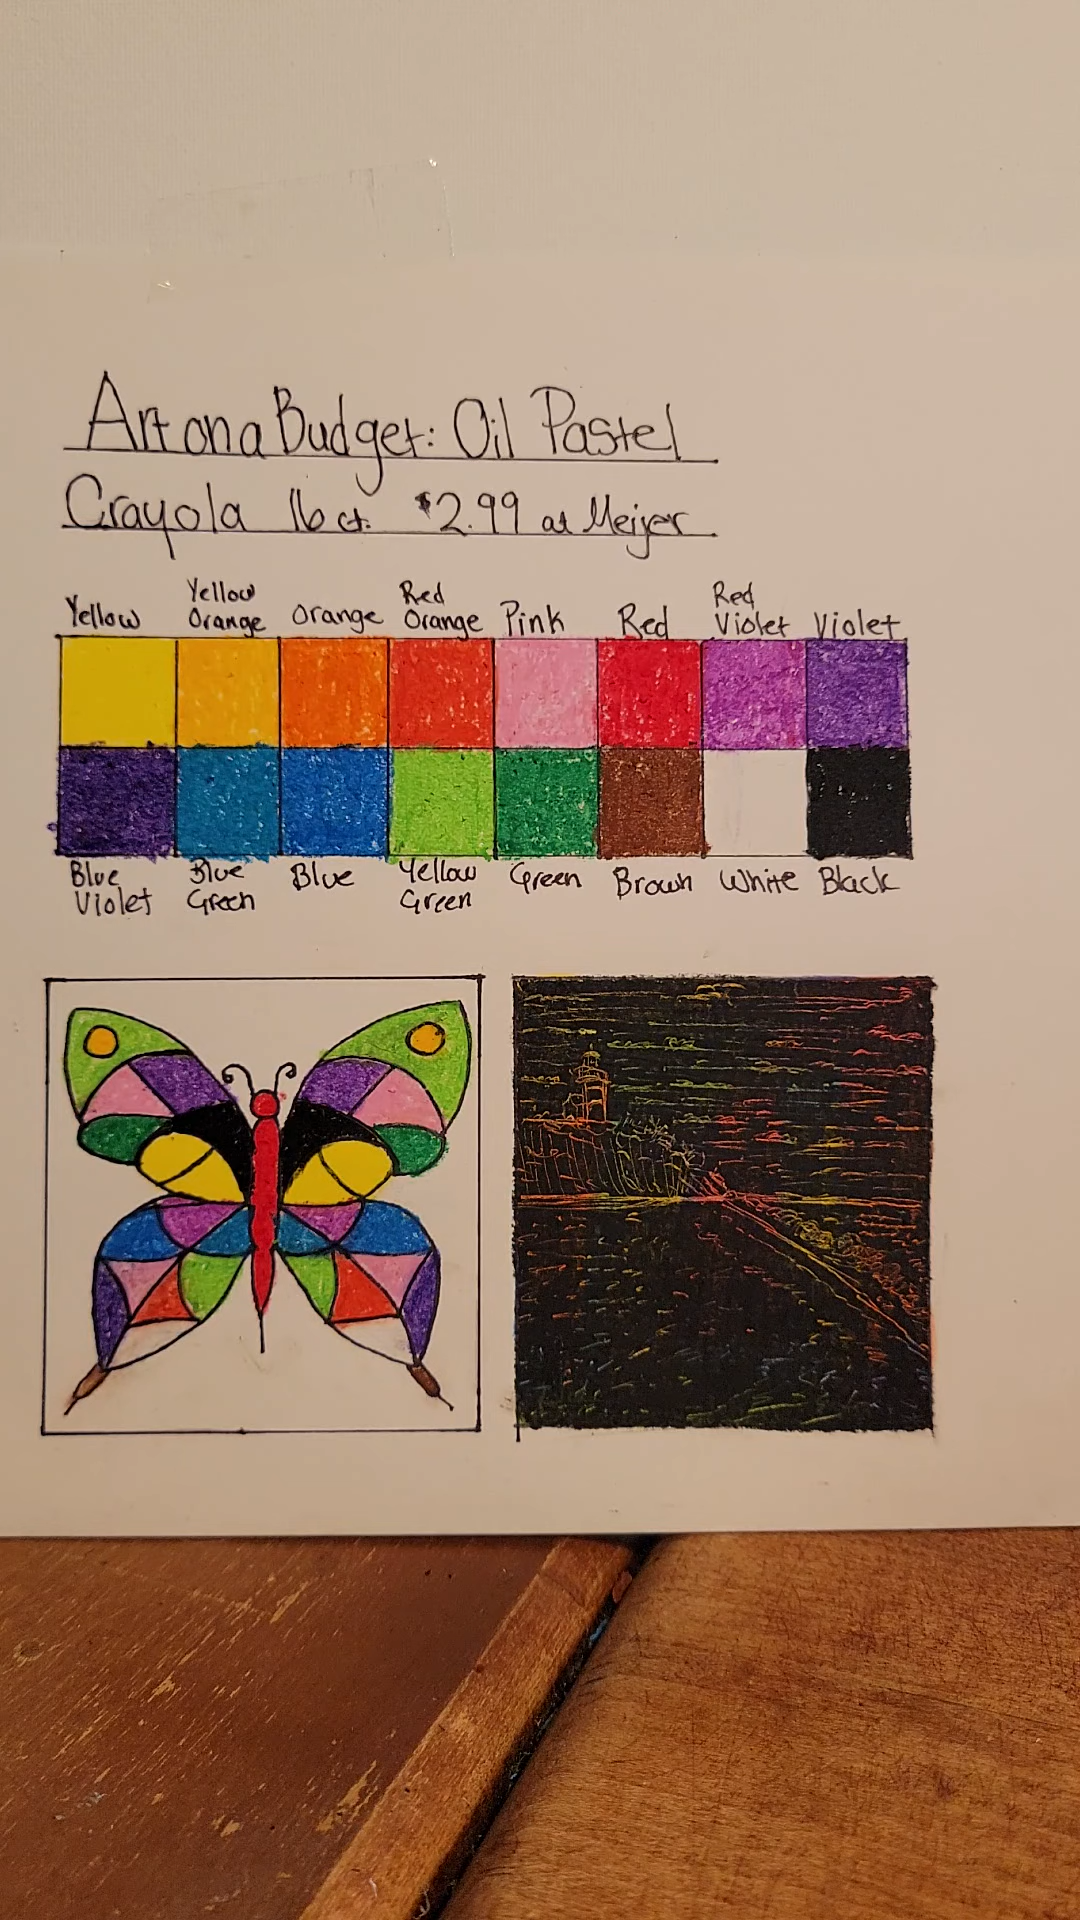 Art on a Budget: Oil Pastel
Crayola 16 ct. $2.99 at Meijer
Yellow Yellow Orange Orange Red Orange Pink Red Red Violet Violet
Blue Violet Blue Green Blue Yellow Green Green Brown White Black